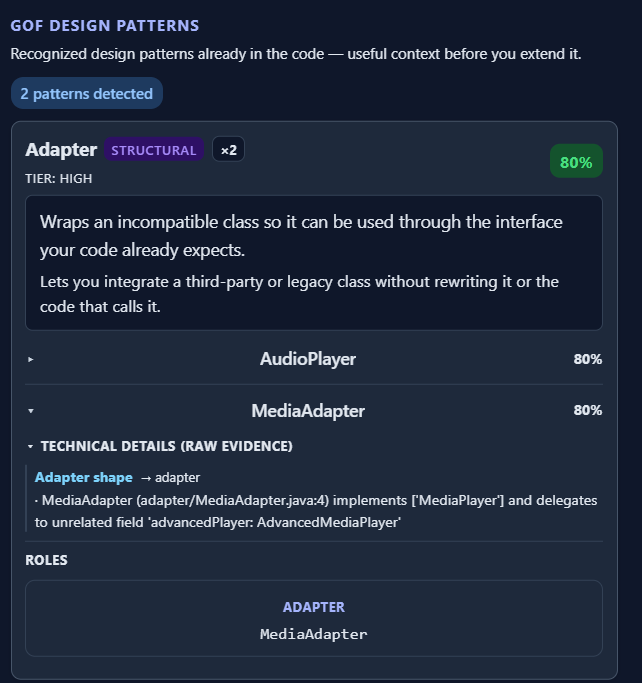 GOF DESIGN PATTERNS
Recognized design patterns already in the code — useful context before you extend it.
2 patterns detected
Adapter STRUCTURAL ×2
80%
TIER: HIGH
Wraps an incompatible class so it can be used through the interface
your code already expects.
Lets you integrate a third-party or legacy class without rewriting it or the
code that calls it.
▸ AudioPlayer 80%
▾ MediaAdapter 80%
▾ TECHNICAL DETAILS (RAW EVIDENCE)
Adapter shape → adapter
· MediaAdapter (adapter/MediaAdapter.java:4) implements ['MediaPlayer'] and delegates
to unrelated field 'advancedPlayer: AdvancedMediaPlayer'
ROLES
ADAPTER
MediaAdapter